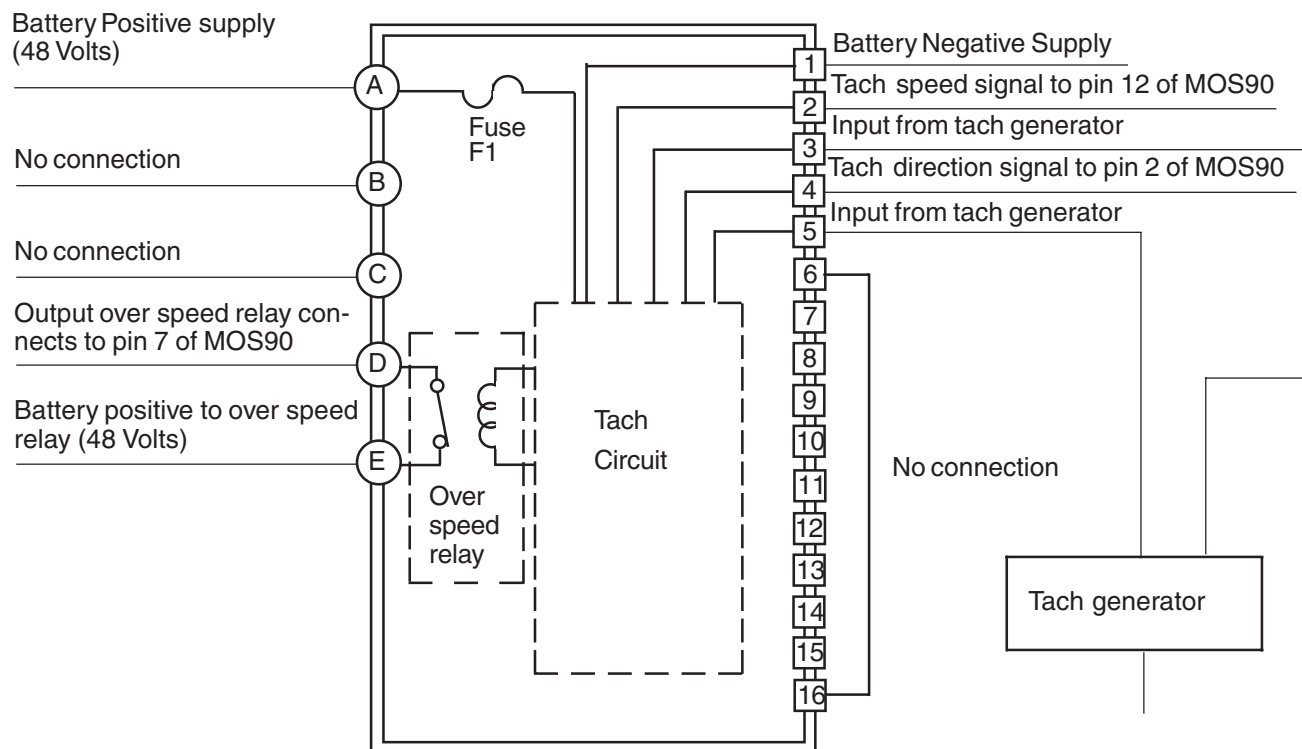 Battery Positive supply
(48 Volts)
A
No connection
B
No connection
C
Output over speed relay con-
nects to pin 7 of MOS90
D
Battery positive to over speed
relay (48 Volts)
E
Fuse
F1
Over
speed
relay
Tach
Circuit
1
Battery Negative Supply
2
Tach speed signal to pin 12 of MOS90
3
Input from tach generator
4
Tach direction signal to pin 2 of MOS90
5
Input from tach generator
6
7
8
9
10
11
12
13
14
15
16
No connection
Tach generator